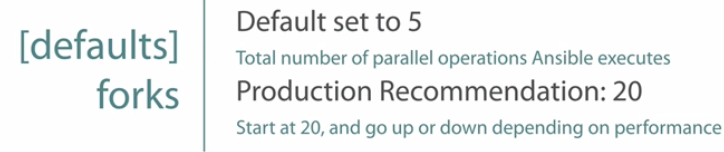 [defaults]
forks
Default set to 5
Total number of parallel operations Ansible executes
Production Recommendation: 20
Start at 20, and go up or down depending on performance